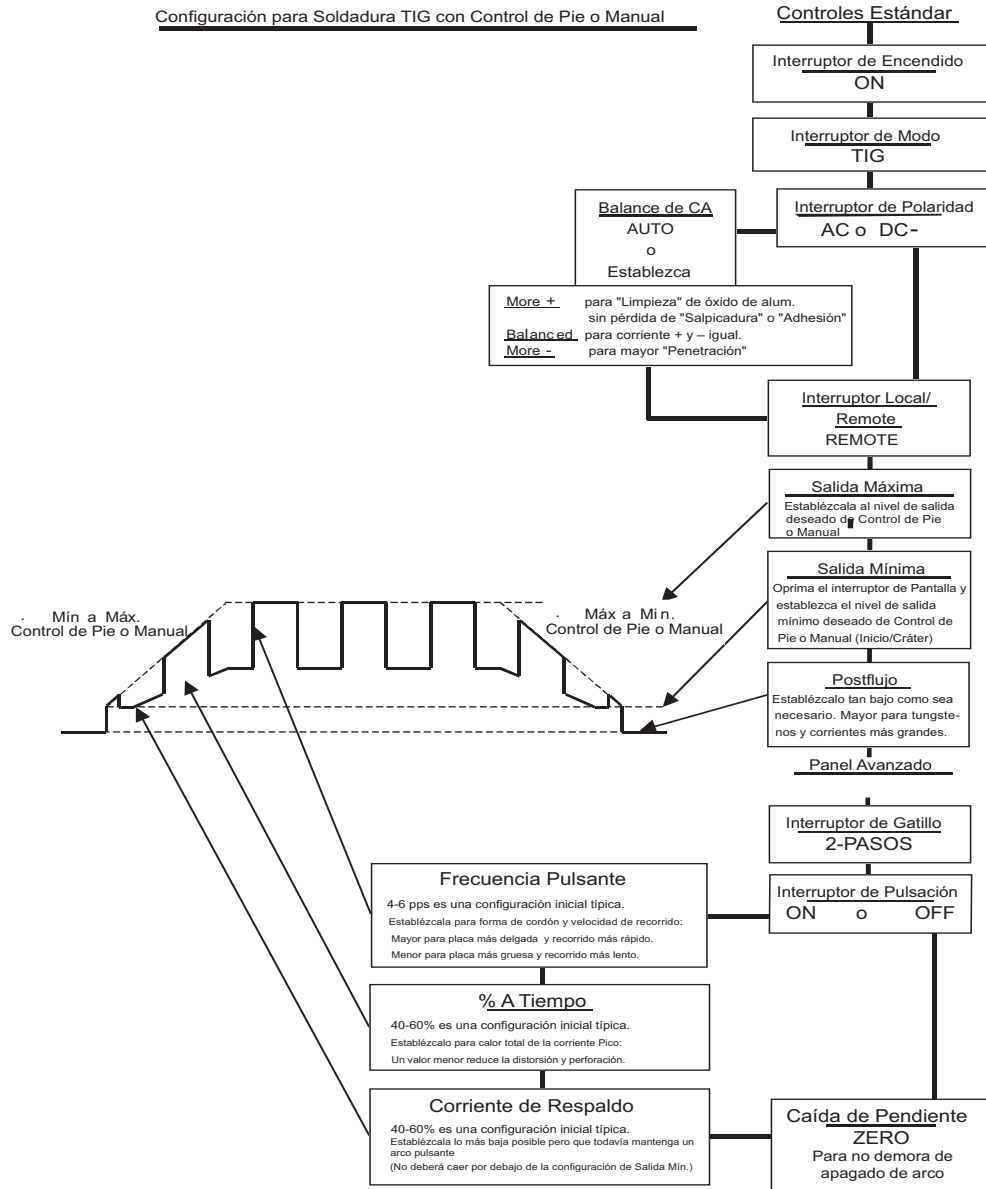 Configuración para Soldadura TIG con Control de Pie o Manual
Controles Estándar
Interruptor de Encendido
ON
Interruptor de Modo
TIG
Interruptor de Polaridad
AC o DC-
Balance de CA
AUTO
o
Establezca
More + para "Limpieza" de óxido de alum.
sin pérdida de "Salpicadura" o "Adhesión"
Balanced para corriente + y – igual.
More - para mayor "Penetración"
Interruptor Local/
Remote
REMOTE
Salida Máxima
Establézcala al nivel de salida
deseado de Control de Pie
o Manual
Salida Mínima
Oprima el interruptor de Pantalla y
establezca el nivel de salida
mínimo deseado de Control de
Pie o Manual (Inicio/Cráter)
Postflujo
Establézcalo tan bajo como sea
necesario. Mayor para tungste-
nos y corrientes más grandes.
Mín a Máx.
Control de Pie o Manual
Máx a Min.
Control de Pie o Manual
Panel Avanzado
Interruptor de Gatillo
2-PASOS
Interruptor de Pulsación
ON o OFF
Frecuencia Pulsante
4-6 pps es una configuración inicial típica.
Establézcala para forma de cordón y velocidad de recorrido:
Mayor para placa más delgada y recorrido más rápido.
Menor para placa más gruesa y recorrido más lento.
% A Tiempo
40-60% es una configuración inicial típica.
Establézcalo para calor total de la corriente Pico:
Un valor menor reduce la distorsión y perforación.
Corriente de Respaldo
40-60% es una configuración inicial típica.
Establézcala lo más baja posible pero que todavía mantenga un
arco pulsante
(No deberá caer por debajo de la configuración de Salida Mín.)
Caída de Pendiente
ZERO
Para no demora de
apagado de arco